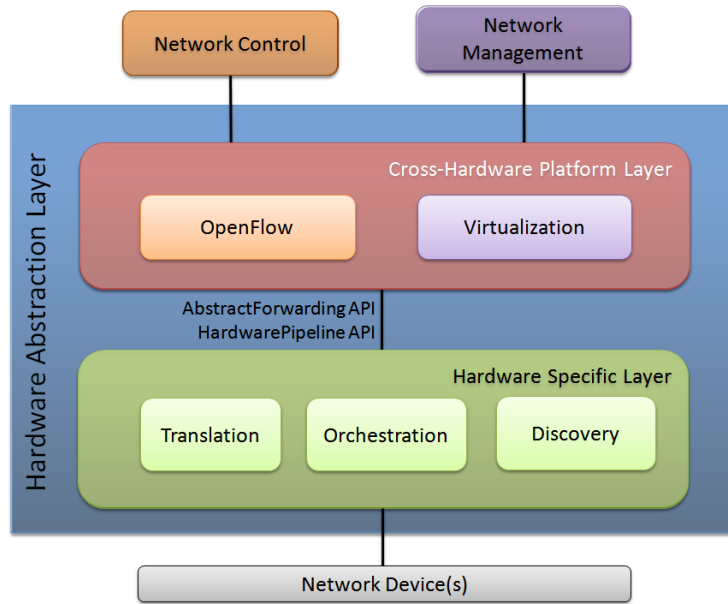 Network Control
Network
Management
Hardware Abstraction Layer
Cross-Hardware Platform Layer
OpenFlow
Virtualization
AbstractForwarding API
HardwarePipeline API
Hardware Specific Layer
Translation
Orchestration
Discovery
Network Device(s)